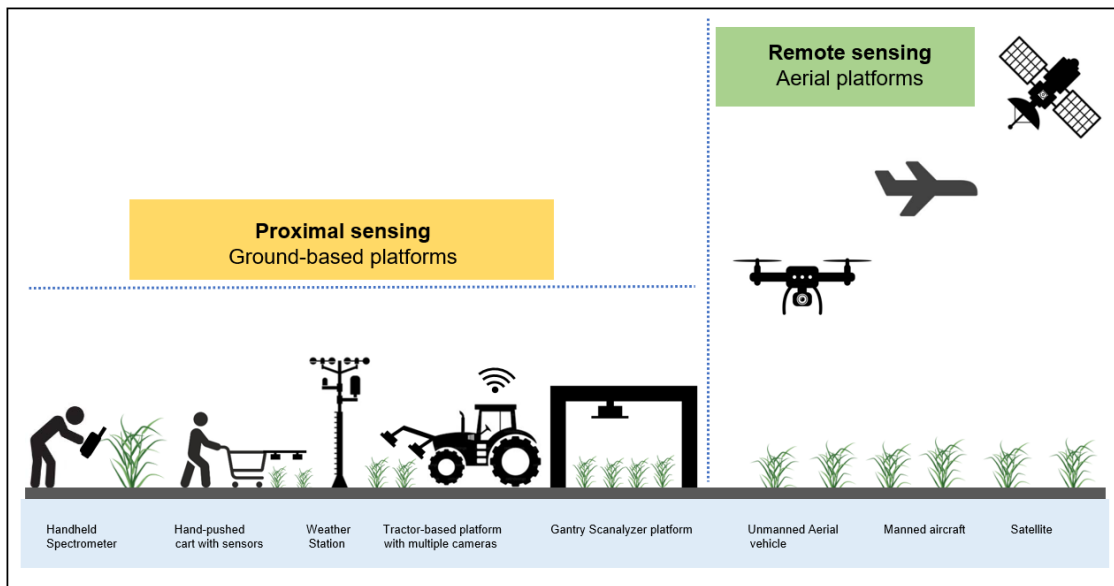 Remote sensing
Aerial platforms
Proximal sensing
Ground-based platforms
Handheld
Spectrometer
Hand-pushed
cart with sensors
Weather
Station
Tractor-based platform
with multiple cameras
Gantry Scanalyzer platform
Unmanned Aerial
vehicle
Manned aircraft
Satellite